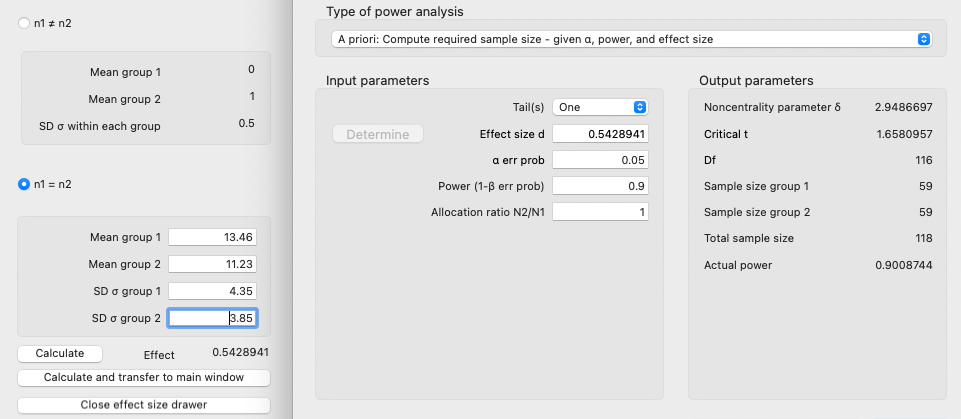 n1 ≠ n2
Mean group 1 0
Mean group 2 1
SD σ within each group 0.5
n1 = n2
Mean group 1 13.46
Mean group 2 11.23
SD σ group 1 4.35
SD σ group 2 3.85
Calculate Effect 0.5428941
Calculate and transfer to main window
Close effect size drawer
Type of power analysis
A priori: Compute required sample size - given α, power, and effect size
Input parameters
Tail(s) One
Determine Effect size d 0.5428941
α err prob 0.05
Power (1-β err prob) 0.9
Allocation ratio N2/N1 1
Output parameters
Noncentrality parameter δ 2.9486697
Critical t 1.6580957
Df 116
Sample size group 1 59
Sample size group 2 59
Total sample size 118
Actual power 0.9008744